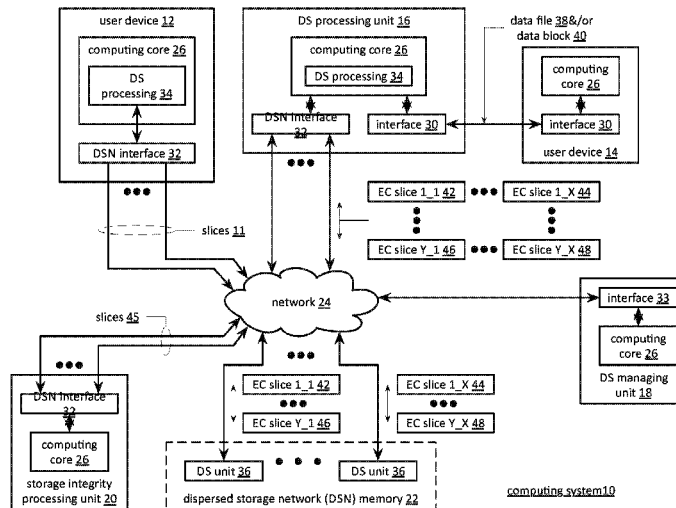 user device 12
computing core 26
DS processing 34
DSN interface 32
DS processing unit 16
computing core 26
DS processing 34
DSN interface 32
interface 30
data file 38&/or
data block 40
computing
core 26
interface 30
user device 14
slices 11
EC slice 1_1 42
EC slice 1_X 44
EC slice Y_1 46
EC slice Y_X 48
network 24
interface 33
computing
core 26
DS managing
unit 18
slices 45
DSN interface
32
computing
core 26
storage integrity
processing unit 20
EC slice 1_1 42
EC slice 1_X 44
EC slice Y_1 46
EC slice Y_X 48
DS unit 36
DS unit 36
dispersed storage network (DSN) memory 22
computing system10